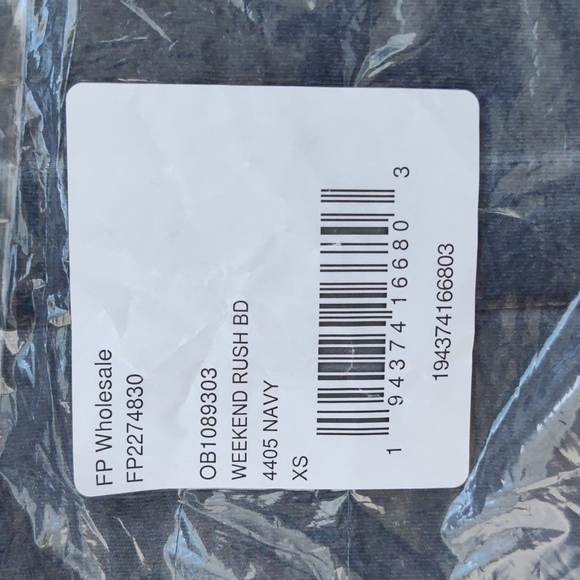 FP Wholesale
FP2274830
OB1089303
WEEKEND RUSH BD
4405 NAVY
XS
1 94374 16680 3
194374166803